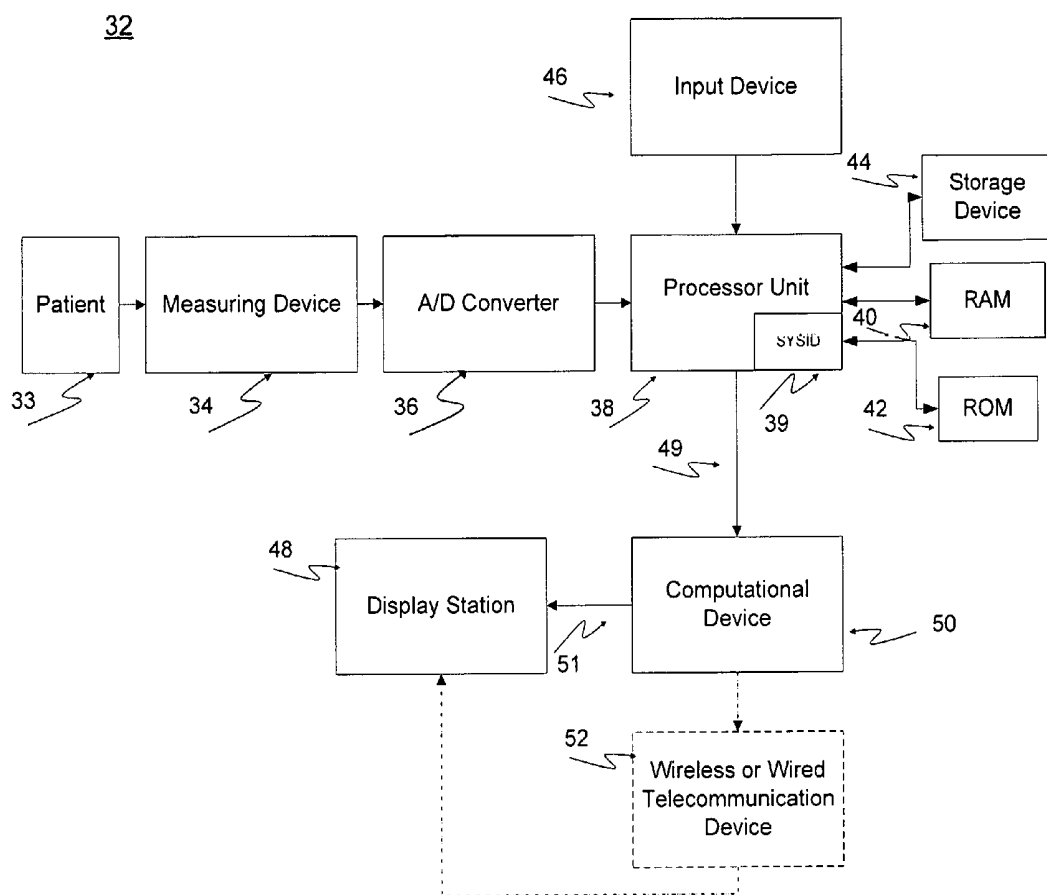 32
46
Input Device
44
Storage
Device
Patient
Measuring Device
A/D Converter
Processor Unit
SYSID
RAM
40
ROM
42
33
34
36
38
39
49
48
Display Station
Computational
Device
50
51
52
Wireless or Wired
Telecommunication
Device